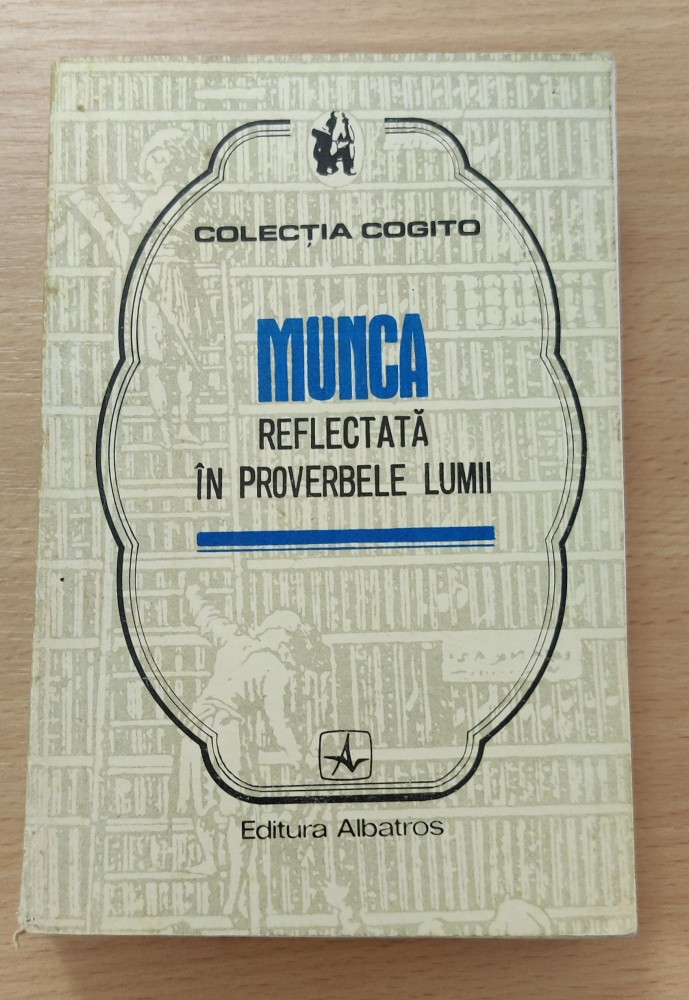 COLECȚIA COGITO
MUNCA
REFLECTATĂ
ÎN PROVERBELE LUMII
Editura Albatros